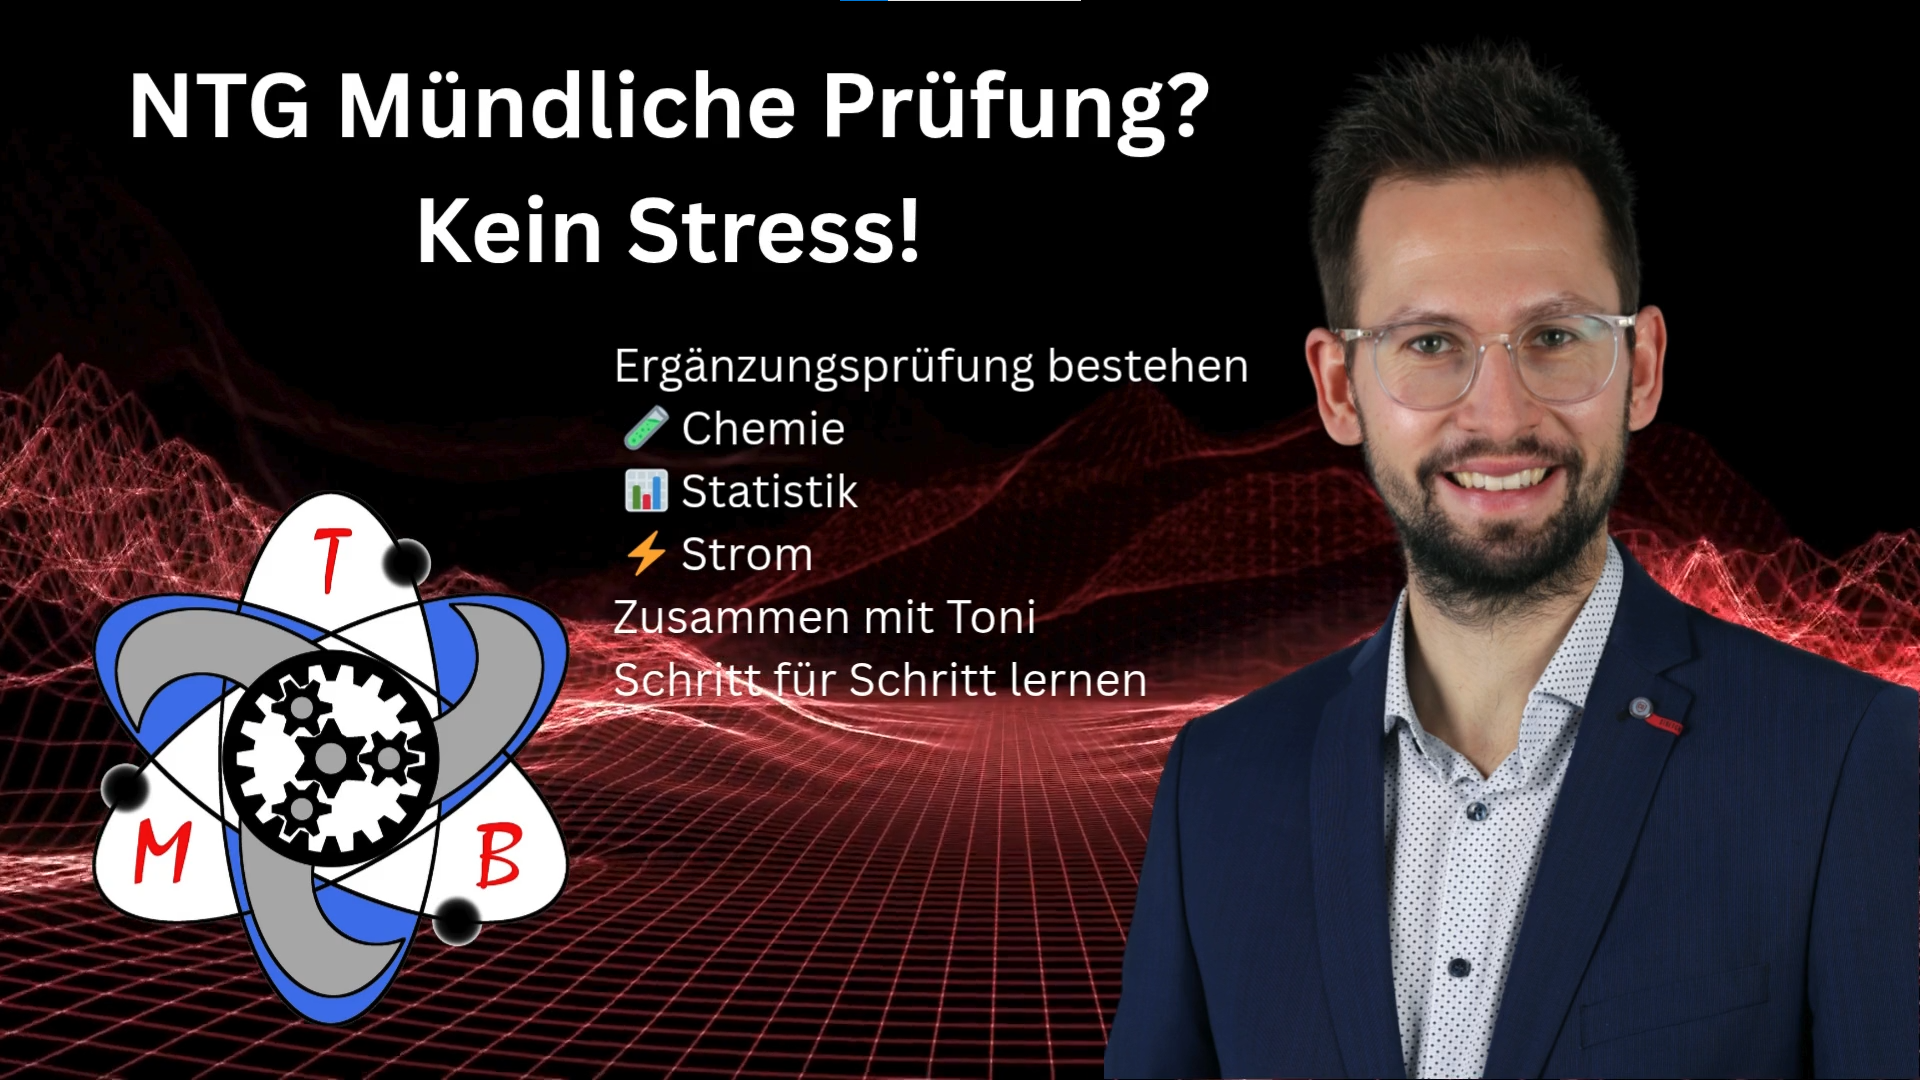 NTG Mündliche Prüfung?
Kein Stress!
Ergänzungsprüfung bestehen
🧪 Chemie
📊 Statistik
⚡ Strom
Zusammen mit Toni
Schritt für Schritt lernen
T
M
B